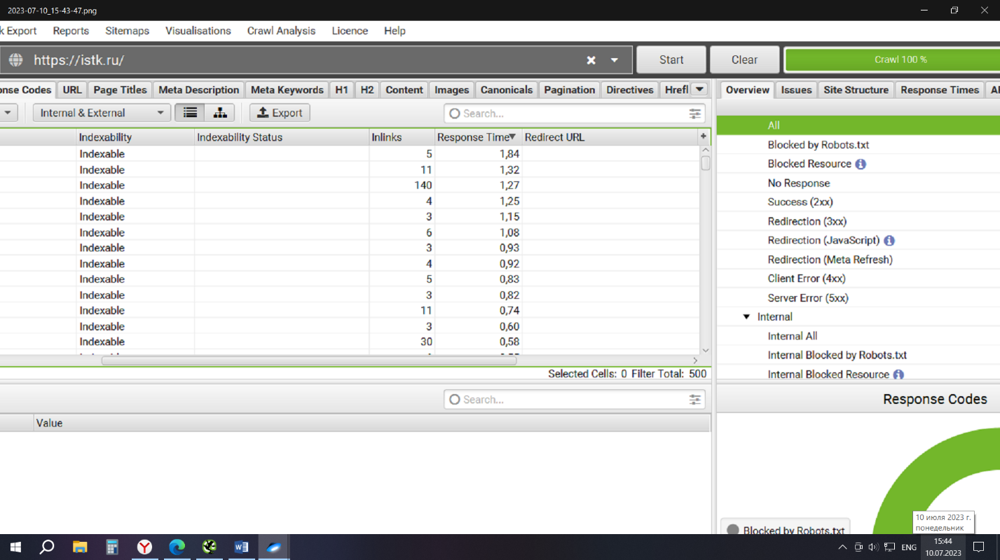 2023-07-10_15-43-47.png
k Export Reports Sitemaps Visualisations Crawl Analysis Licence Help
https://istk.ru/ Start Clear Crawl 100 %
onse Codes URL Page Titles Meta Description Meta Keywords H1 H2 Content Images Canonicals Pagination Directives Hrefl
Internal & External Export Search...
Indexability Indexability Status Inlinks Response Time Redirect URL
Indexable 5 1,84
Indexable 11 1,32
Indexable 140 1,27
Indexable 4 1,25
Indexable 3 1,15
Indexable 6 1,08
Indexable 3 0,93
Indexable 4 0,92
Indexable 5 0,83
Indexable 3 0,82
Indexable 11 0,74
Indexable 3 0,60
Indexable 30 0,58
Selected Cells: 0 Filter Total: 500
Search...
Value
Overview Issues Site Structure Response Times
All
Blocked by Robots.txt
Blocked Resource
No Response
Success (2xx)
Redirection (3xx)
Redirection (JavaScript)
Redirection (Meta Refresh)
Client Error (4xx)
Server Error (5xx)
Internal
Internal All
Internal Blocked by Robots.txt
Internal Blocked Resource
Response Codes
Blocked by Robots.txt
10 июля 2023 г.
понедельник
ENG
15:44
10.07.2023